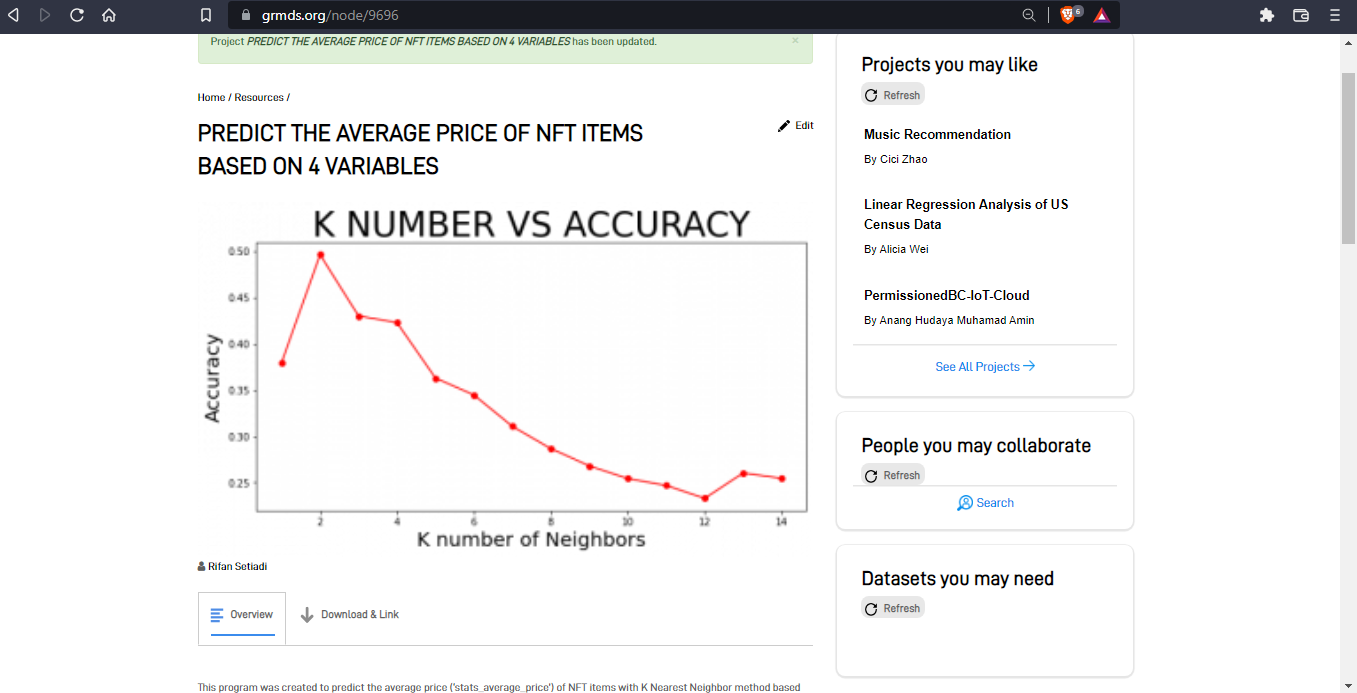 grmds.org/node/9696
6
Project PREDICT THE AVERAGE PRICE OF NFT ITEMS BASED ON 4 VARIABLES has been updated.
×
Home / Resources /
PREDICT THE AVERAGE PRICE OF NFT ITEMS
BASED ON 4 VARIABLES
Edit
K NUMBER VS ACCURACY
Accuracy
0.50
0.45
0.40
0.35
0.30
0.25
2 4 6 8 10 12 14
K number of Neighbors
Rifan Setiadi
Overview
Download & Link
This program was created to predict the average price ('stats_average_price') of NFT items with K Nearest Neighbor method based
Projects you may like
Refresh
Music Recommendation
By Cici Zhao
Linear Regression Analysis of US
Census Data
By Alicia Wei
PermissionedBC-IoT-Cloud
By Anang Hudaya Muhamad Amin
See All Projects
People you may collaborate
Refresh
Search
Datasets you may need
Refresh